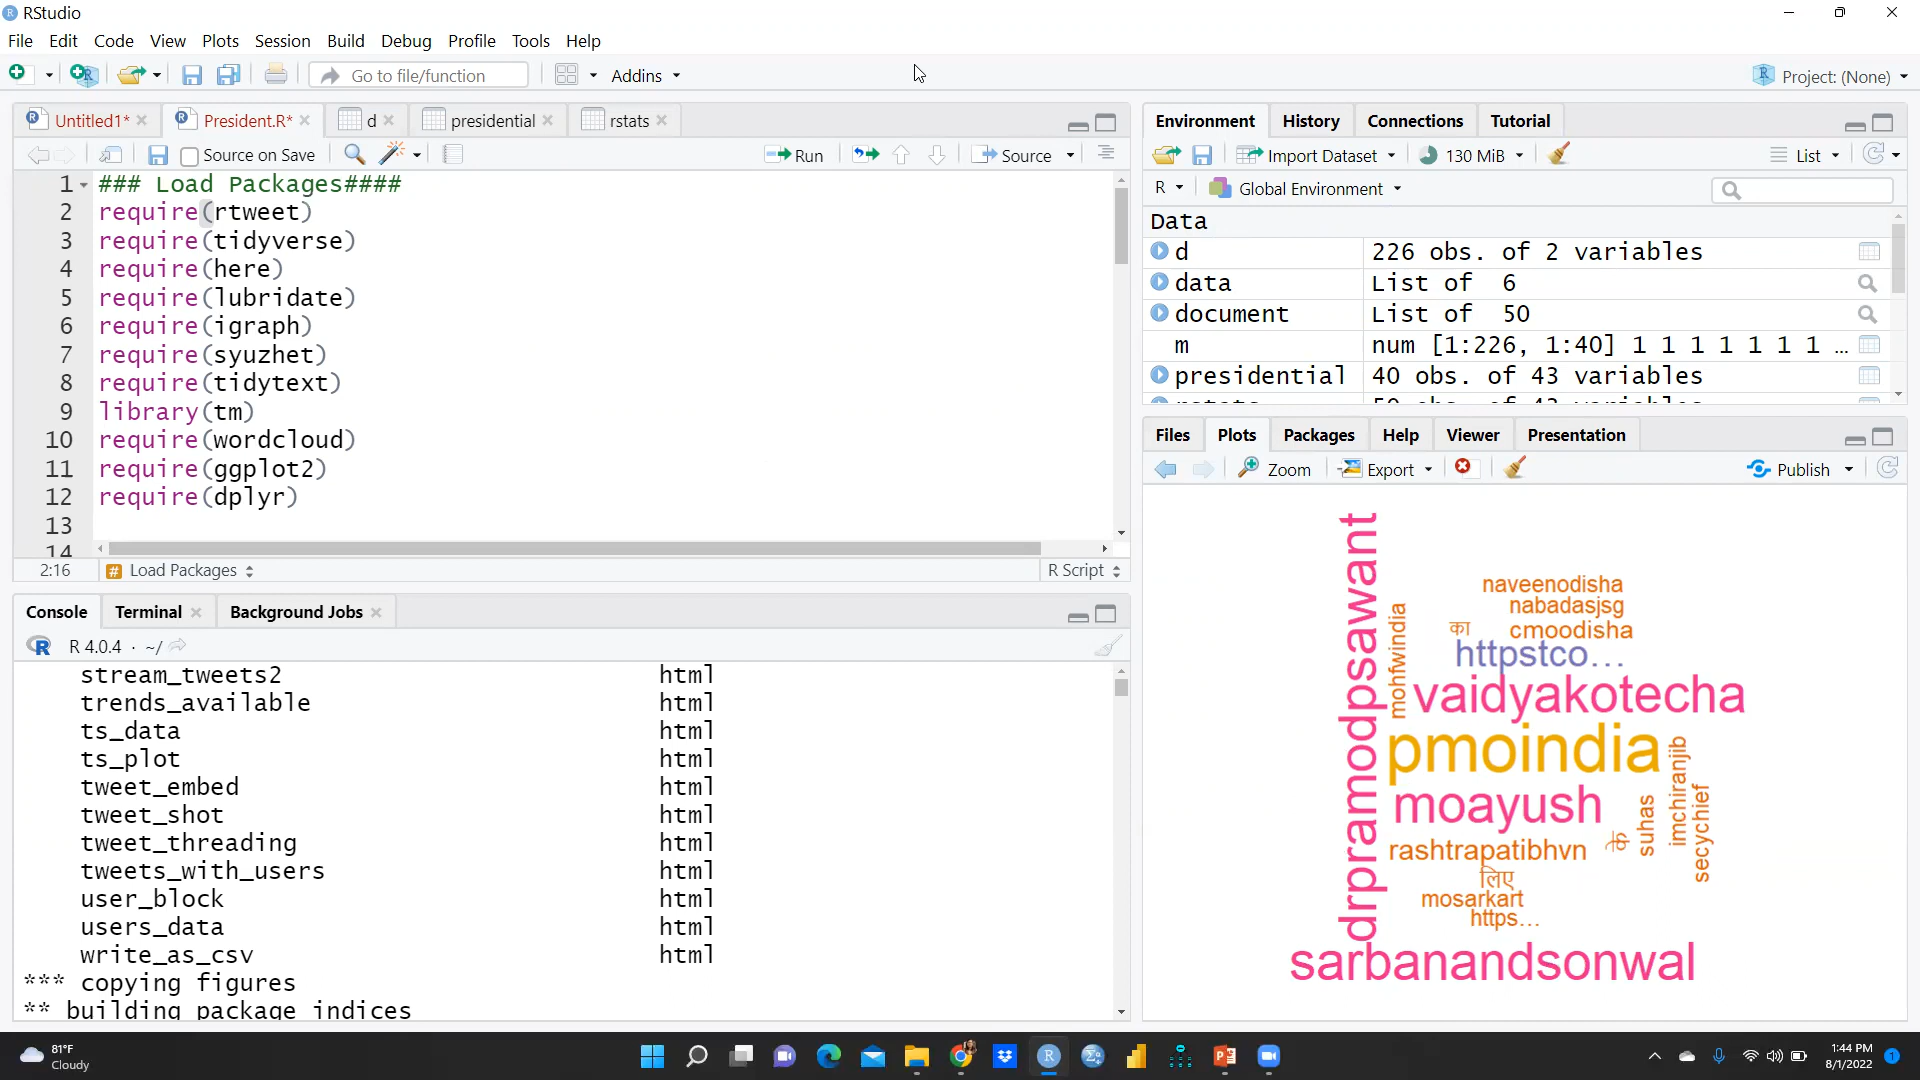 RStudio
File Edit Code View Plots Session Build Debug Profile Tools Help
Go to file/function Addins Project: (None)
Untitled1* President.R* d presidential rstats
Source on Save Run Source
1 ### Load Packages####
2 require(rtweet)
3 require(tidyverse)
4 require(here)
5 require(lubridate)
6 require(igraph)
7 require(syuzhet)
8 require(tidytext)
9 library(tm)
10 require(wordcloud)
11 require(ggplot2)
12 require(dplyr)
13
14
2:16 Load Packages R Script
Console Terminal Background Jobs
R 4.0.4 · ~/
stream_tweets2 html
trends_available html
ts_data html
ts_plot html
tweet_embed html
tweet_shot html
tweet_threading html
tweets_with_users html
user_block html
users_data html
write_as_csv html
*** copying figures
** building package indices
Environment History Connections Tutorial
Import Dataset 130 MiB List
R Global Environment
Data
d 226 obs. of 2 variables
data List of 6
document List of 50
m num [1:226, 1:40] 1 1 1 1 1 1 1 ...
presidential 40 obs. of 43 variables
Files Plots Packages Help Viewer Presentation
Zoom Export Publish
drpramodpsawant
mohfwindia
naveenodisha
nabadasjsg
का cmoodisha
httpstco…
vaidyakotecha
pmoindia
moayush
rashtrapatibhvn
के
suhas
imchiranjib
secychief
लिए
mosarkart
https…
sarbanandsonwal
81°F
Cloudy
1:44 PM
8/1/2022
1